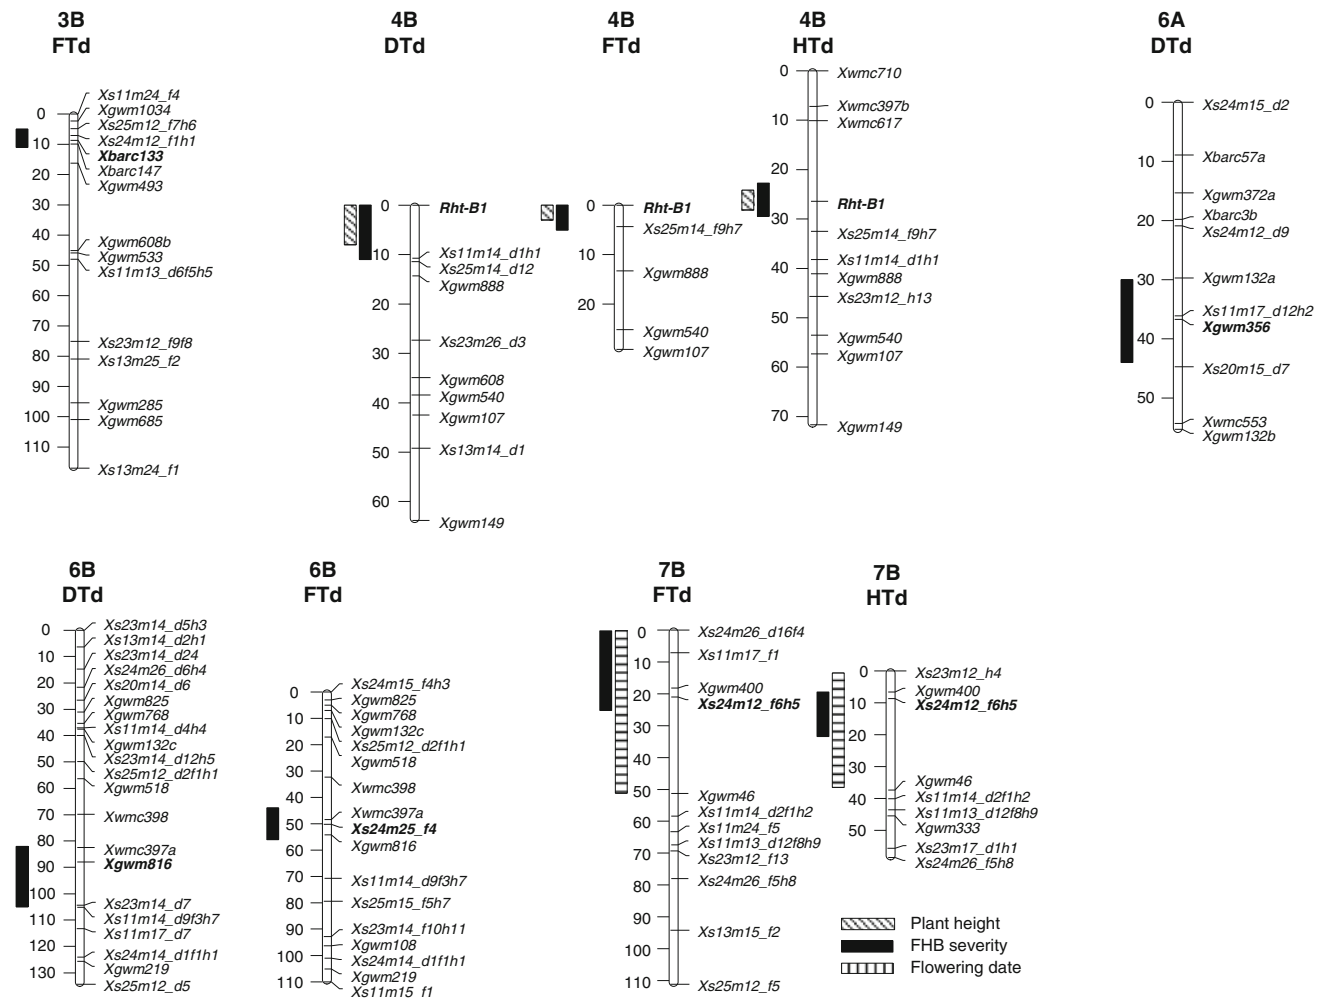 3B
FTd
0
10
20
30
40
50
60
70
80
90
100
110
Xs11m24_f4
Xgwm1034
Xs25m12_f7h6
Xs24m12_f1h1
Xbarc133
Xbarc147
Xgwm493
Xgwm608b
Xgwm533
Xs11m13_d6f5h5
Xs23m12_f9f8
Xs13m25_f2
Xgwm285
Xgwm685
Xs13m24_f1
4B
DTd
0
10
20
30
40
50
60
Rht-B1
Xs11m14_d1h1
Xs25m14_d12
Xgwm888
Xs23m26_d3
Xgwm608
Xgwm540
Xgwm107
Xs13m14_d1
Xgwm149
4B
FTd
0
10
20
Rht-B1
Xs25m14_f9h7
Xgwm888
Xgwm540
Xgwm107
4B
HTd
0
10
20
30
40
50
60
70
Xwmc710
Xwmc397b
Xwmc617
Rht-B1
Xs25m14_f9h7
Xs11m14_d1h1
Xgwm888
Xs23m12_h13
Xgwm540
Xgwm107
Xgwm149
6A
DTd
0
10
20
30
40
50
Xs24m15_d2
Xbarc57a
Xgwm372a
Xbarc3b
Xs24m12_d9
Xgwm132a
Xs11m17_d12h2
Xgwm356
Xs20m15_d7
Xwmc553
Xgwm132b
6B
DTd
0
10
20
30
40
50
60
70
80
90
100
110
120
130
Xs23m14_d5h3
Xs13m14_d2h1
Xs23m14_d24
Xs24m26_d6h4
Xs20m14_d6
Xgwm825
Xgwm768
Xs11m14_d4h4
Xgwm132c
Xs23m14_d12h5
Xs25m12_d2f1h1
Xgwm518
Xwmc398
Xwmc397a
Xgwm816
Xs23m14_d7
Xs11m14_d9f3h7
Xs11m17_d7
Xs24m14_d1f1h1
Xgwm219
Xs25m12_d5
6B
FTd
0
10
20
30
40
50
60
70
80
90
100
110
Xs24m15_f4h3
Xgwm825
Xgwm768
Xgwm132c
Xs25m12_d2f1h1
Xgwm518
Xwmc398
Xwmc397a
Xs24m25_f4
Xgwm816
Xs11m14_d9f3h7
Xs25m15_f5h7
Xs23m14_f10h11
Xgwm108
Xs24m14_d1f1h1
Xgwm219
Xs11m15_f1
7B
FTd
0
10
20
30
40
50
60
70
80
90
100
110
Xs24m26_d16f4
Xs11m17_f1
Xgwm400
Xs24m12_f6h5
Xgwm46
Xs11m14_d2f1h2
Xs11m24_f5
Xs11m13_d12f8h9
Xs23m12_f13
Xs24m26_f5h8
Xs13m15_f2
Xs25m12_f5
7B
HTd
0
10
20
30
40
50
Xs23m12_h4
Xgwm400
Xs24m12_f6h5
Xgwm46
Xs11m14_d2f1h2
Xs11m13_d12f8h9
Xgwm333
Xs23m17_d1h1
Xs24m26_f5h8
Plant height
FHB severity
Flowering date